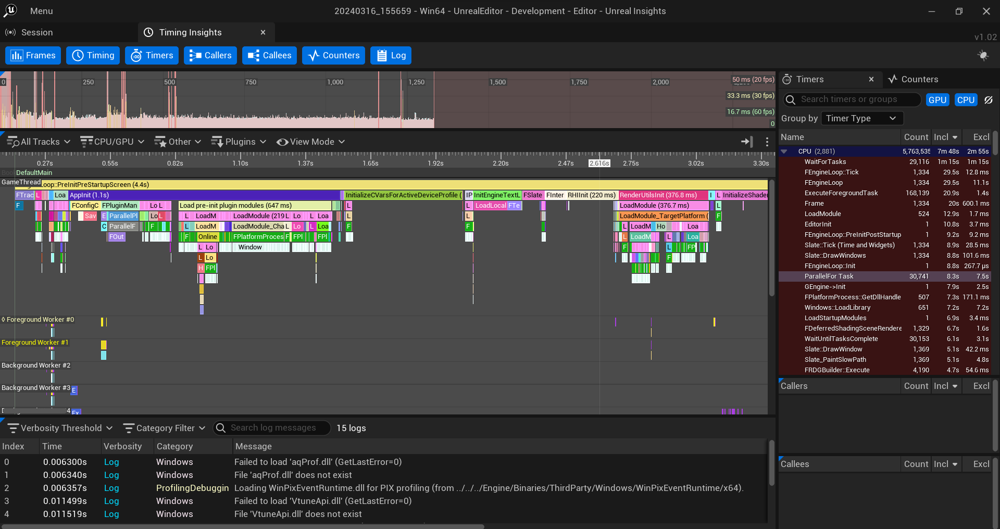 Menu
20240316_155659 - Win64 - UnrealEditor - Development - Editor - Unreal Insights
Session
Timing Insights
v1.02
Frames Timing Timers Callers Callees Counters Log
0 250 500 750 1,000 1,250 1,500 1,750 2,000
50 ms (20 fps)
33.3 ms (30 fps)
16.7 ms (60 fps)
0
All Tracks CPU/GPU Other Plugins View Mode
0.27s 0.55s 0.82s 1.10s 1.37s 1.65s 1.92s 2.20s 2.47s 2.616s 2.75s 3.02s 3.30s
DefaultMain
GameThread
oop::PreInitPreStartupScreen (4.4s)
FTrac L Loa AppInit (1.1s) InitializeCVarsForActiveDeviceProfile ( IP InitEngineTextL FSlate FInter RHIInit (220 ms) RenderUtilsInit (376.8 ms) I L InitializeShader
F FConfigC FPluginMan Lo L Load pre-init plugin modules (647 ms) L L LoadLocal FTe LoadModule (376.7 ms) L
Sav E ParallelPl Lo L L LoadM LoadModule (219 L Lo L Loa L L LoadModule_TargetPlatform ( F
C ParallelF F L LoadM LoadModule_Cha L Lo L Loa F F L LoadM Ho Loa
FOut F Online FPlatformProces F FPl FPl L LoadM L Loa
L Lo Window F L FP
L Lo F
H FPl
◊ Foreground Worker #0
Foreground Worker #1
Background Worker #2
Background Worker #3 E
4 Ex
Verbosity Threshold Category Filter Search log messages 15 logs
Index Time Verbosity Category Message
0 0.006300s Log Windows Failed to load 'aqProf.dll' (GetLastError=0)
1 0.006340s Log Windows File 'aqProf.dll' does not exist
2 0.006357s Log ProfilingDebuggin Loading WinPixEventRuntime.dll for PIX profiling (from ../../../Engine/Binaries/ThirdParty/Windows/WinPixEventRuntime/x64).
3 0.011499s Log Windows Failed to load 'VtuneApi.dll' (GetLastError=0)
4 0.011519s Log Windows File 'VtuneApi.dll' does not exist
Timers
Counters
Search timers or groups GPU CPU
Group by Timer Type
Name Count Incl Excl
CPU (2,881) 5,763,535 7m 48s 2m 55s
WaitForTasks 29,116 1m 15s 1m 15s
FEngineLoop::Tick 1,334 29.5s 12.8 ms
FEngineLoop 1,334 29.5s 11.1s
ExecuteForegroundTask 168,139 20.9s 1.4s
Frame 1,334 20s 600.1 ms
LoadModule 524 12.9s 1.7 ms
EditorInit 1 10.8s 3.7 ms
FEngineLoop::PreInitPostStartup 1 9.2s 9.2 ms
Slate::Tick (Time and Widgets) 1,334 8.9s 28.5 ms
Slate::DrawWindows 1,334 8.8s 101.6 ms
FEngineLoop::Init 1 8.8s 267.7 µs
ParallelFor Task 30,741 8.3s 7.5s
GEngine->Init 1 7.9s 2.5s
FPlatformProcess::GetDllHandle 507 7.3s 171.1 ms
Windows::LoadLibrary 651 7.2s 7.2s
LoadStartupModules 1 6.9s 3.4 ms
FDeferredShadingSceneRendere 1,329 6.7s 1.6s
WaitUntilTasksComplete 30,153 6.1s 3.1s
Slate::DrawWindow 1,369 5.1s 42.2 ms
Slate_PaintSlowPath 1,369 5.1s 4.8s
FRDGBuilder::Execute 4,190 4.7s 54.6 ms
Callers Count Incl Excl
Callees Count Incl Excl